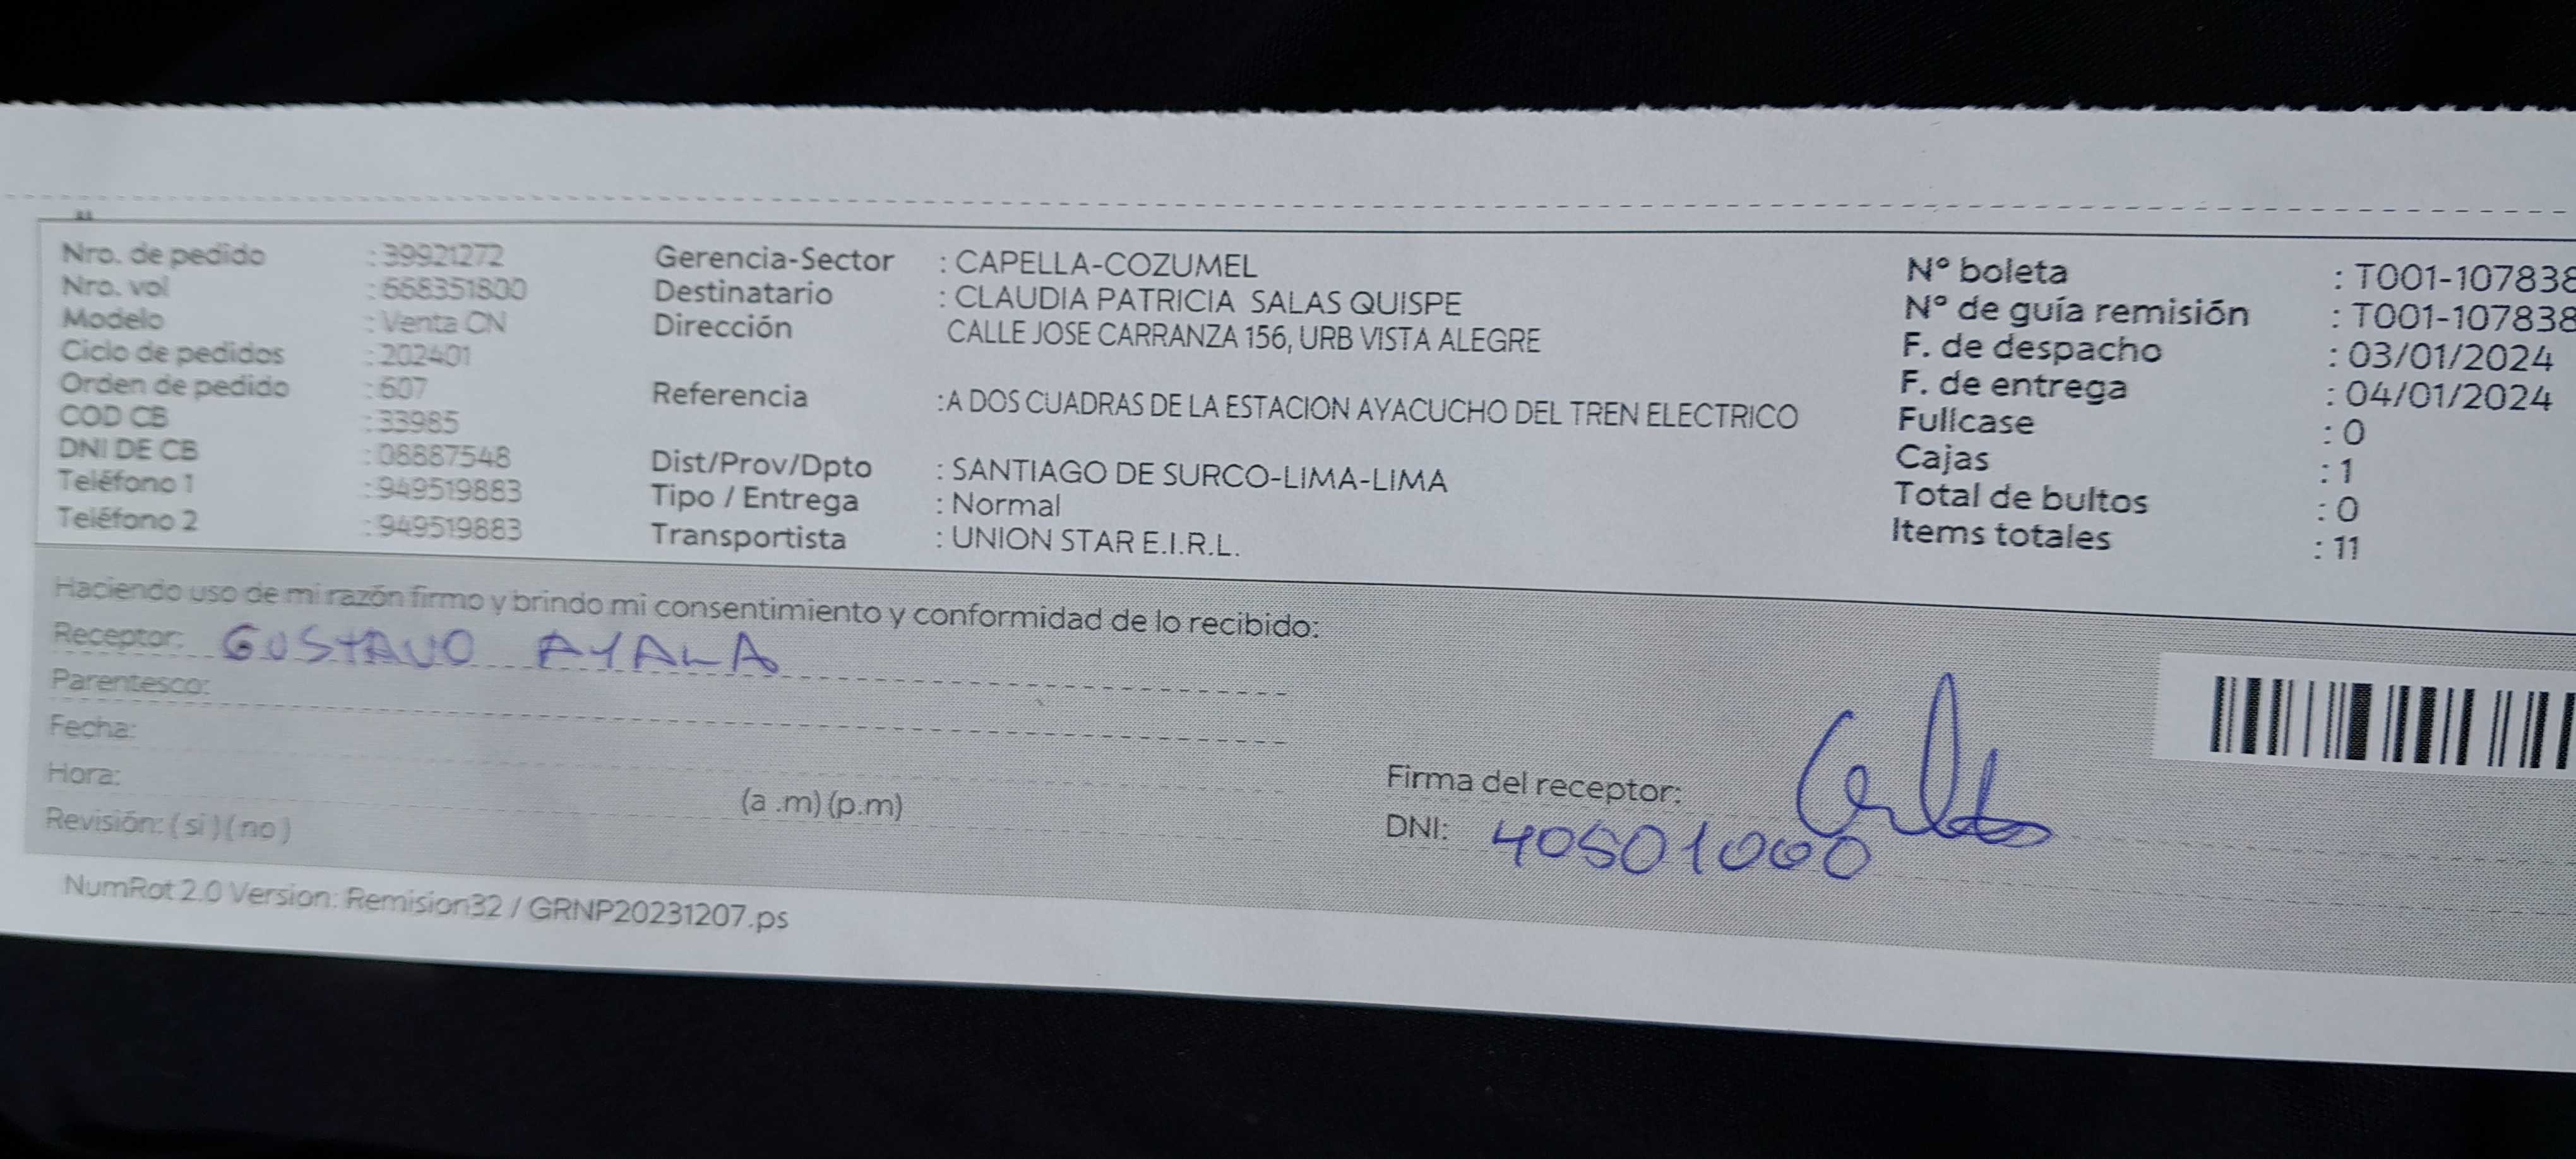 Nro. de pedido : 39921272
Nro. vol : 668351800
Modelo : Venta CN
Ciclo de pedidos : 202401
Orden de pedido : 607
COD CB : 33985
DNI DE CB : 08887548
Teléfono 1 : 949519883
Teléfono 2 : 949519883
Gerencia-Sector : CAPELLA-COZUMEL
Destinatario : CLAUDIA PATRICIA SALAS QUISPE
Dirección CALLE JOSE CARRANZA 156, URB VISTA ALEGRE
Referencia :A DOS CUADRAS DE LA ESTACION AYACUCHO DEL TREN ELECTRICO
Dist/Prov/Dpto : SANTIAGO DE SURCO-LIMA-LIMA
Tipo / Entrega : Normal
Transportista : UNION STAR E.I.R.L.
N° boleta : T001-107838
N° de guía remisión : T001-107838
F. de despacho : 03/01/2024
F. de entrega : 04/01/2024
Fullcase : 0
Cajas : 1
Total de bultos : 0
Items totales : 11
Haciendo uso de mi razón firmo y brindo mi consentimiento y conformidad de lo recibido:
Receptor: GUSTAVO AYALA
Parentesco:
Fecha:
Hora: (a .m) (p.m)
Revisión: ( si ) ( no )
Firma del receptor:
DNI: 40501000
NumRot 2.0 Version: Remision32 / GRNP20231207.ps